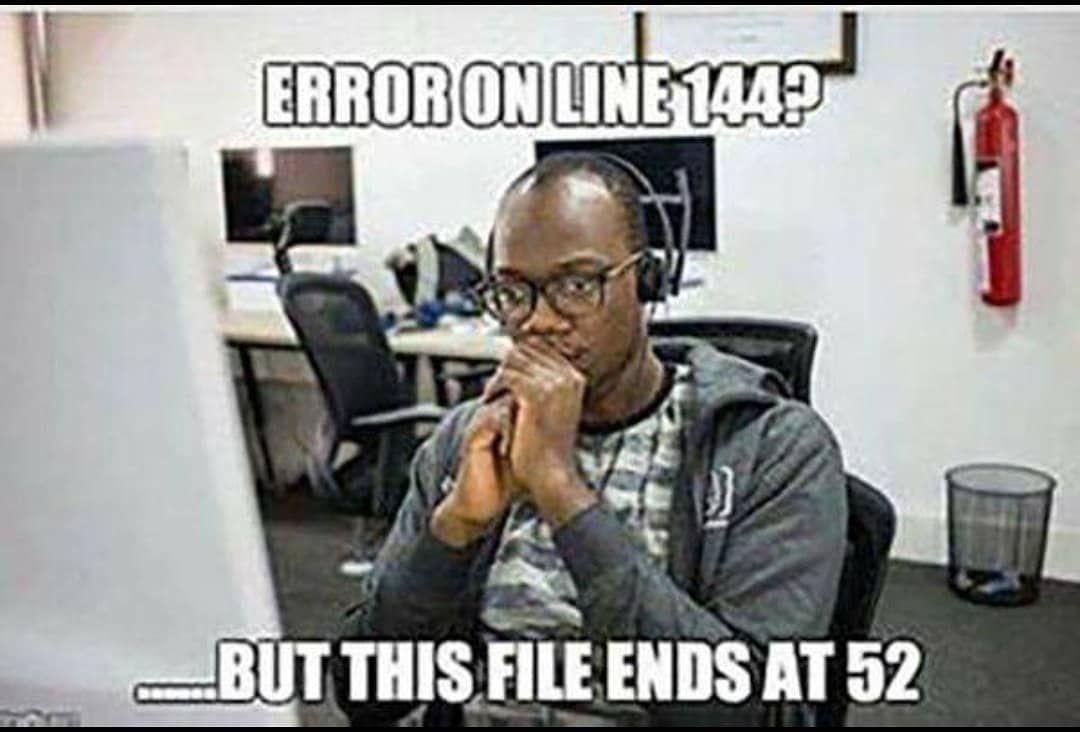 ERROR ON LINE 144?
......BUT THIS FILE ENDS AT 52